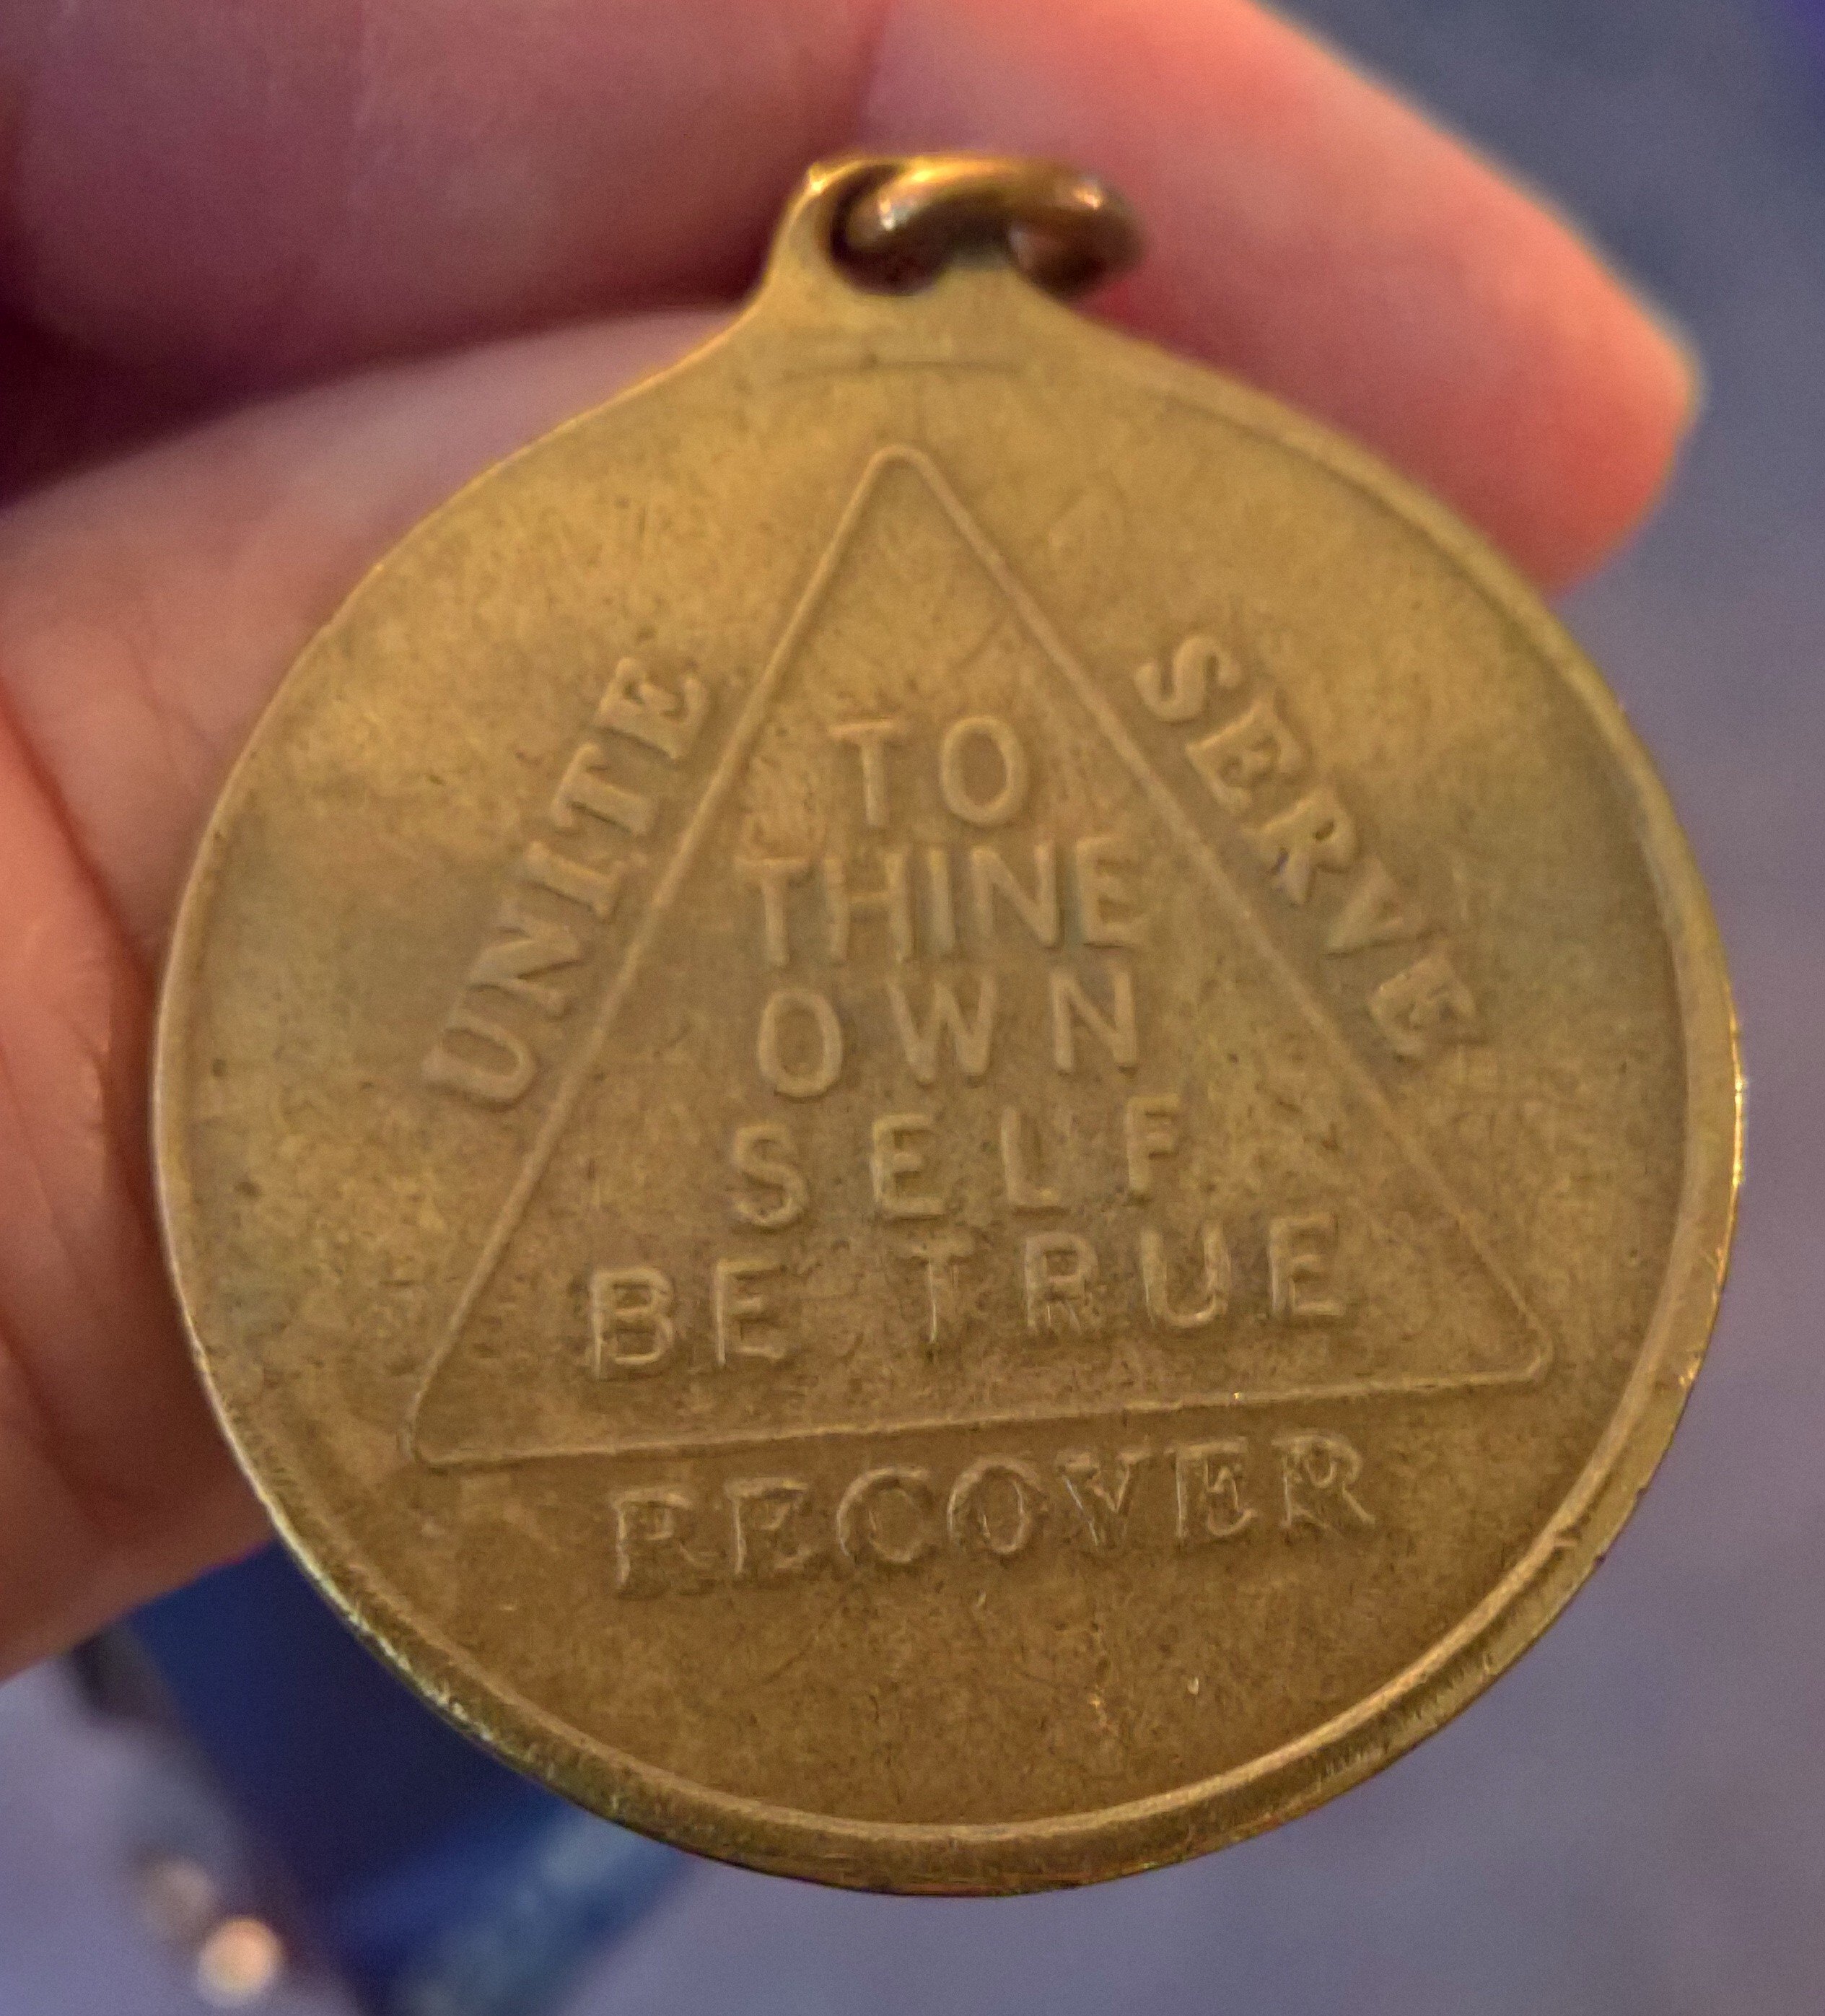 UNITE
SERVE
TO
THINE
OWN
SELF
BE TRUE
RECOVER